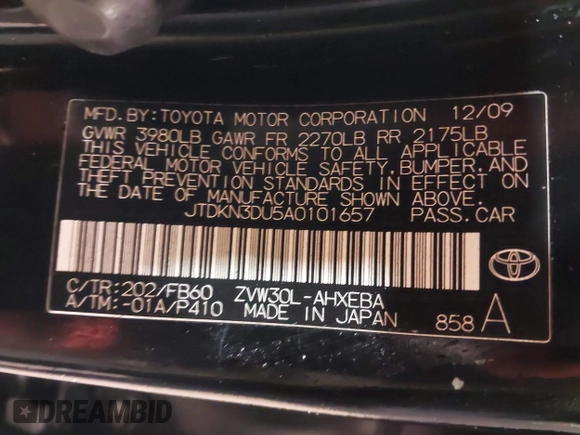 MFD. BY: TOYOTA MOTOR CORPORATION 12/09
GVWR 3980LB GAWR FR 2270LB RR 2175LB
THIS VEHICLE CONFORMS TO ALL APPLICABLE
FEDERAL MOTOR VEHICLE SAFETY, BUMPER, AND
THEFT PREVENTION STANDARDS IN EFFECT ON
THE DATE OF MANUFACTURE SHOWN ABOVE.
JTDKN3DU5A0101657 PASS. CAR
C/TR: 202/FB60 ZVW30L-AHXEBA
A/TM: -01A/P410 MADE IN JAPAN 858 A
DREAMBID